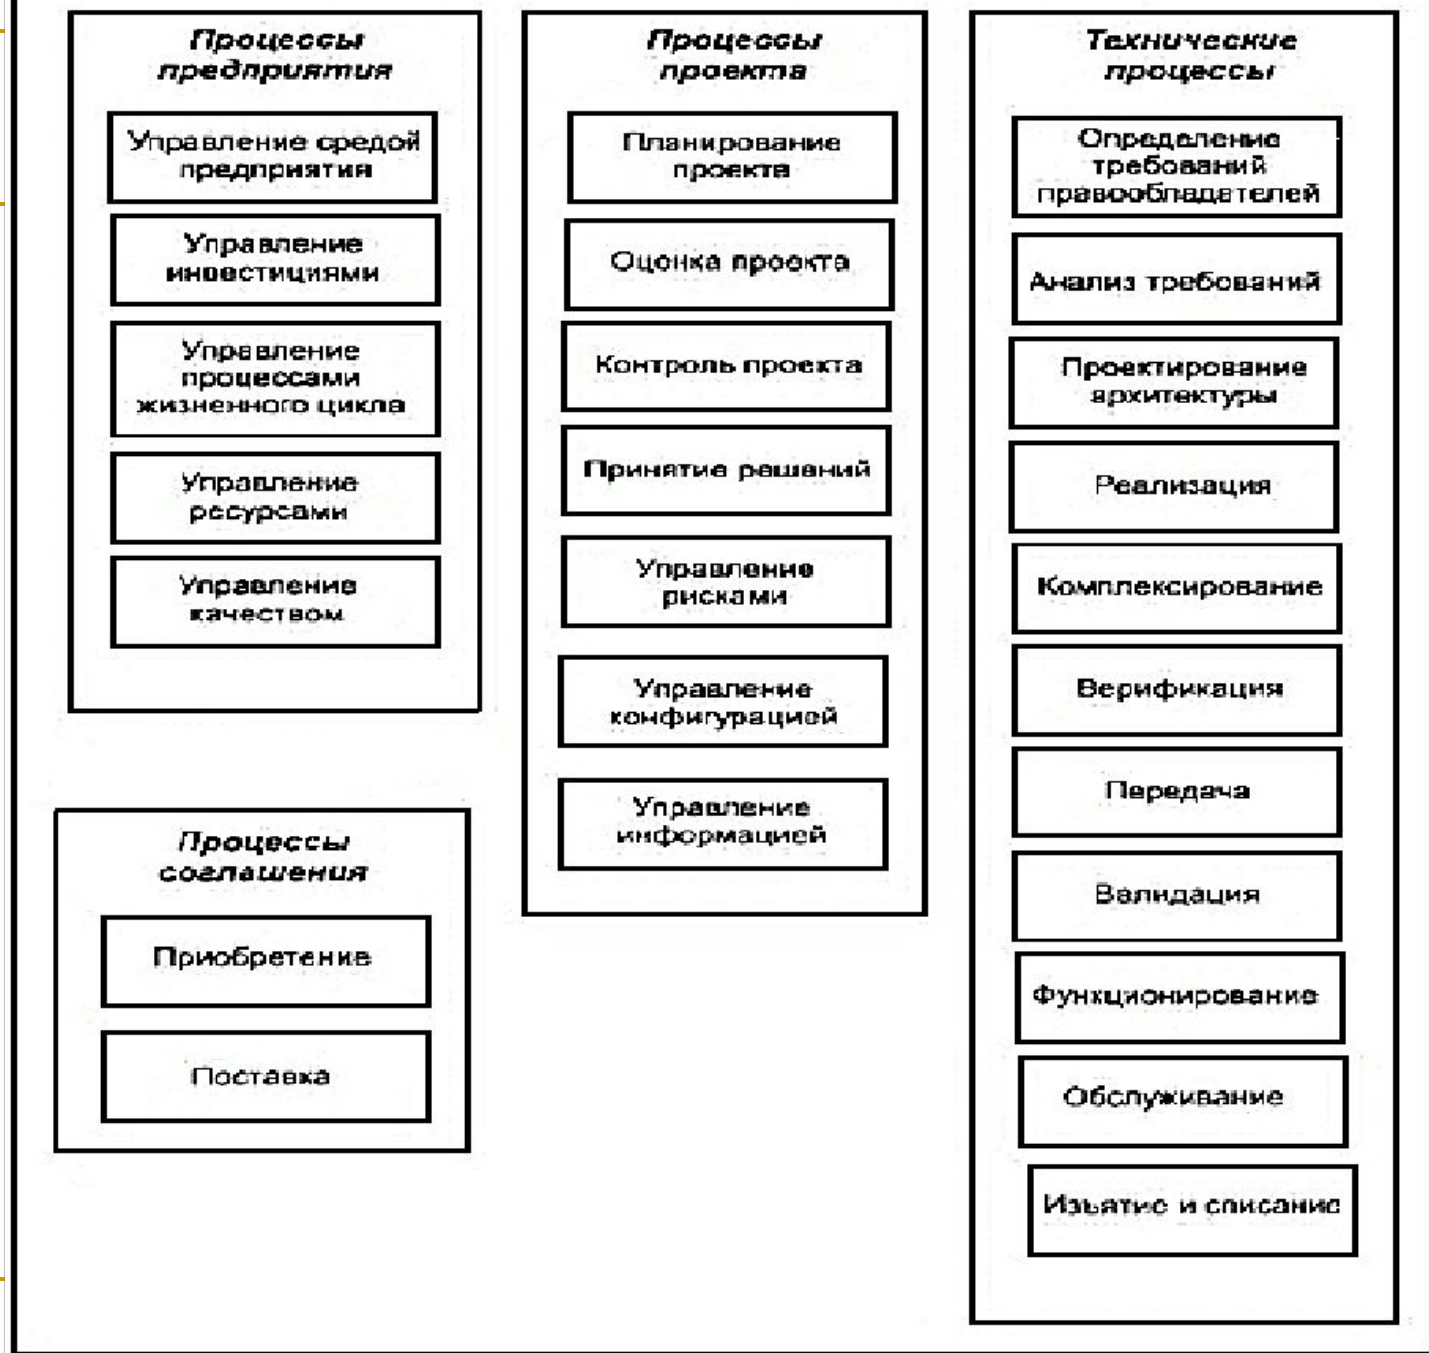 Процессы
предприятия
Управление средой
предприятия
Управление
инвестициями
Управление
процессами
жизненного цикла
Управление
ресурсами
Управление
качеством
Процессы
соглашения
Приобретение
Поставка
Процессы
проекта
Планирование
проекта
Оценка проекта
Контроль проекта
Принятие решений
Управление
рисками
Управление
конфигурацией
Управление
информацией
Технические
процессы
Определение
требований
правообладателей
Анализ требований
Проектирование
архитектуры
Реализация
Комплексирование
Верификация
Передача
Валидация
Функционирование
Обслуживание
Изъятие и списание